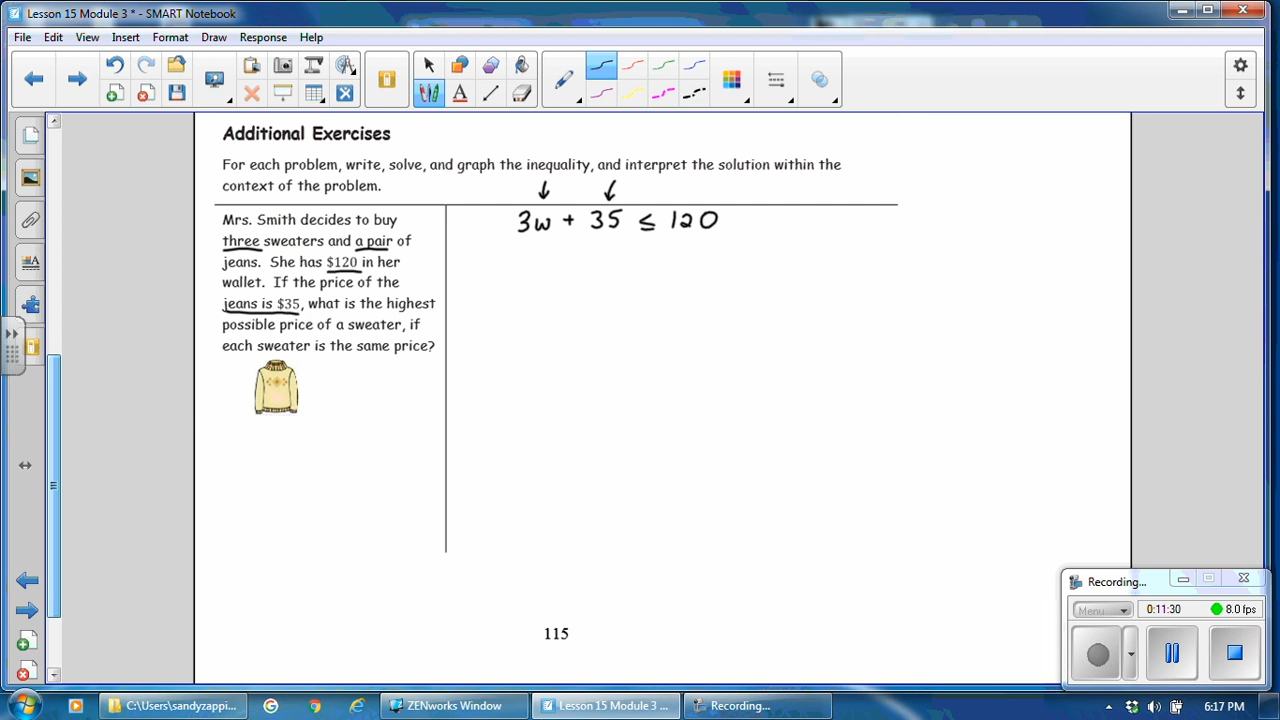 Lesson 15 Module 3 * - SMART Notebook
File Edit View Insert Format Draw Response Help
Additional Exercises
For each problem, write, solve, and graph the inequality, and interpret the solution within the
context of the problem.
Mrs. Smith decides to buy
three sweaters and a pair of
jeans. She has $120 in her
wallet. If the price of the
jeans is $35, what is the highest
possible price of a sweater, if
each sweater is the same price?
3w + 35 ≤ 120
115
Recording...
Menu 0:11:30 8.0 fps
C:\Users\sandyzappi... ZENworks Window Lesson 15 Module 3 ... Recording... 6:17 PM